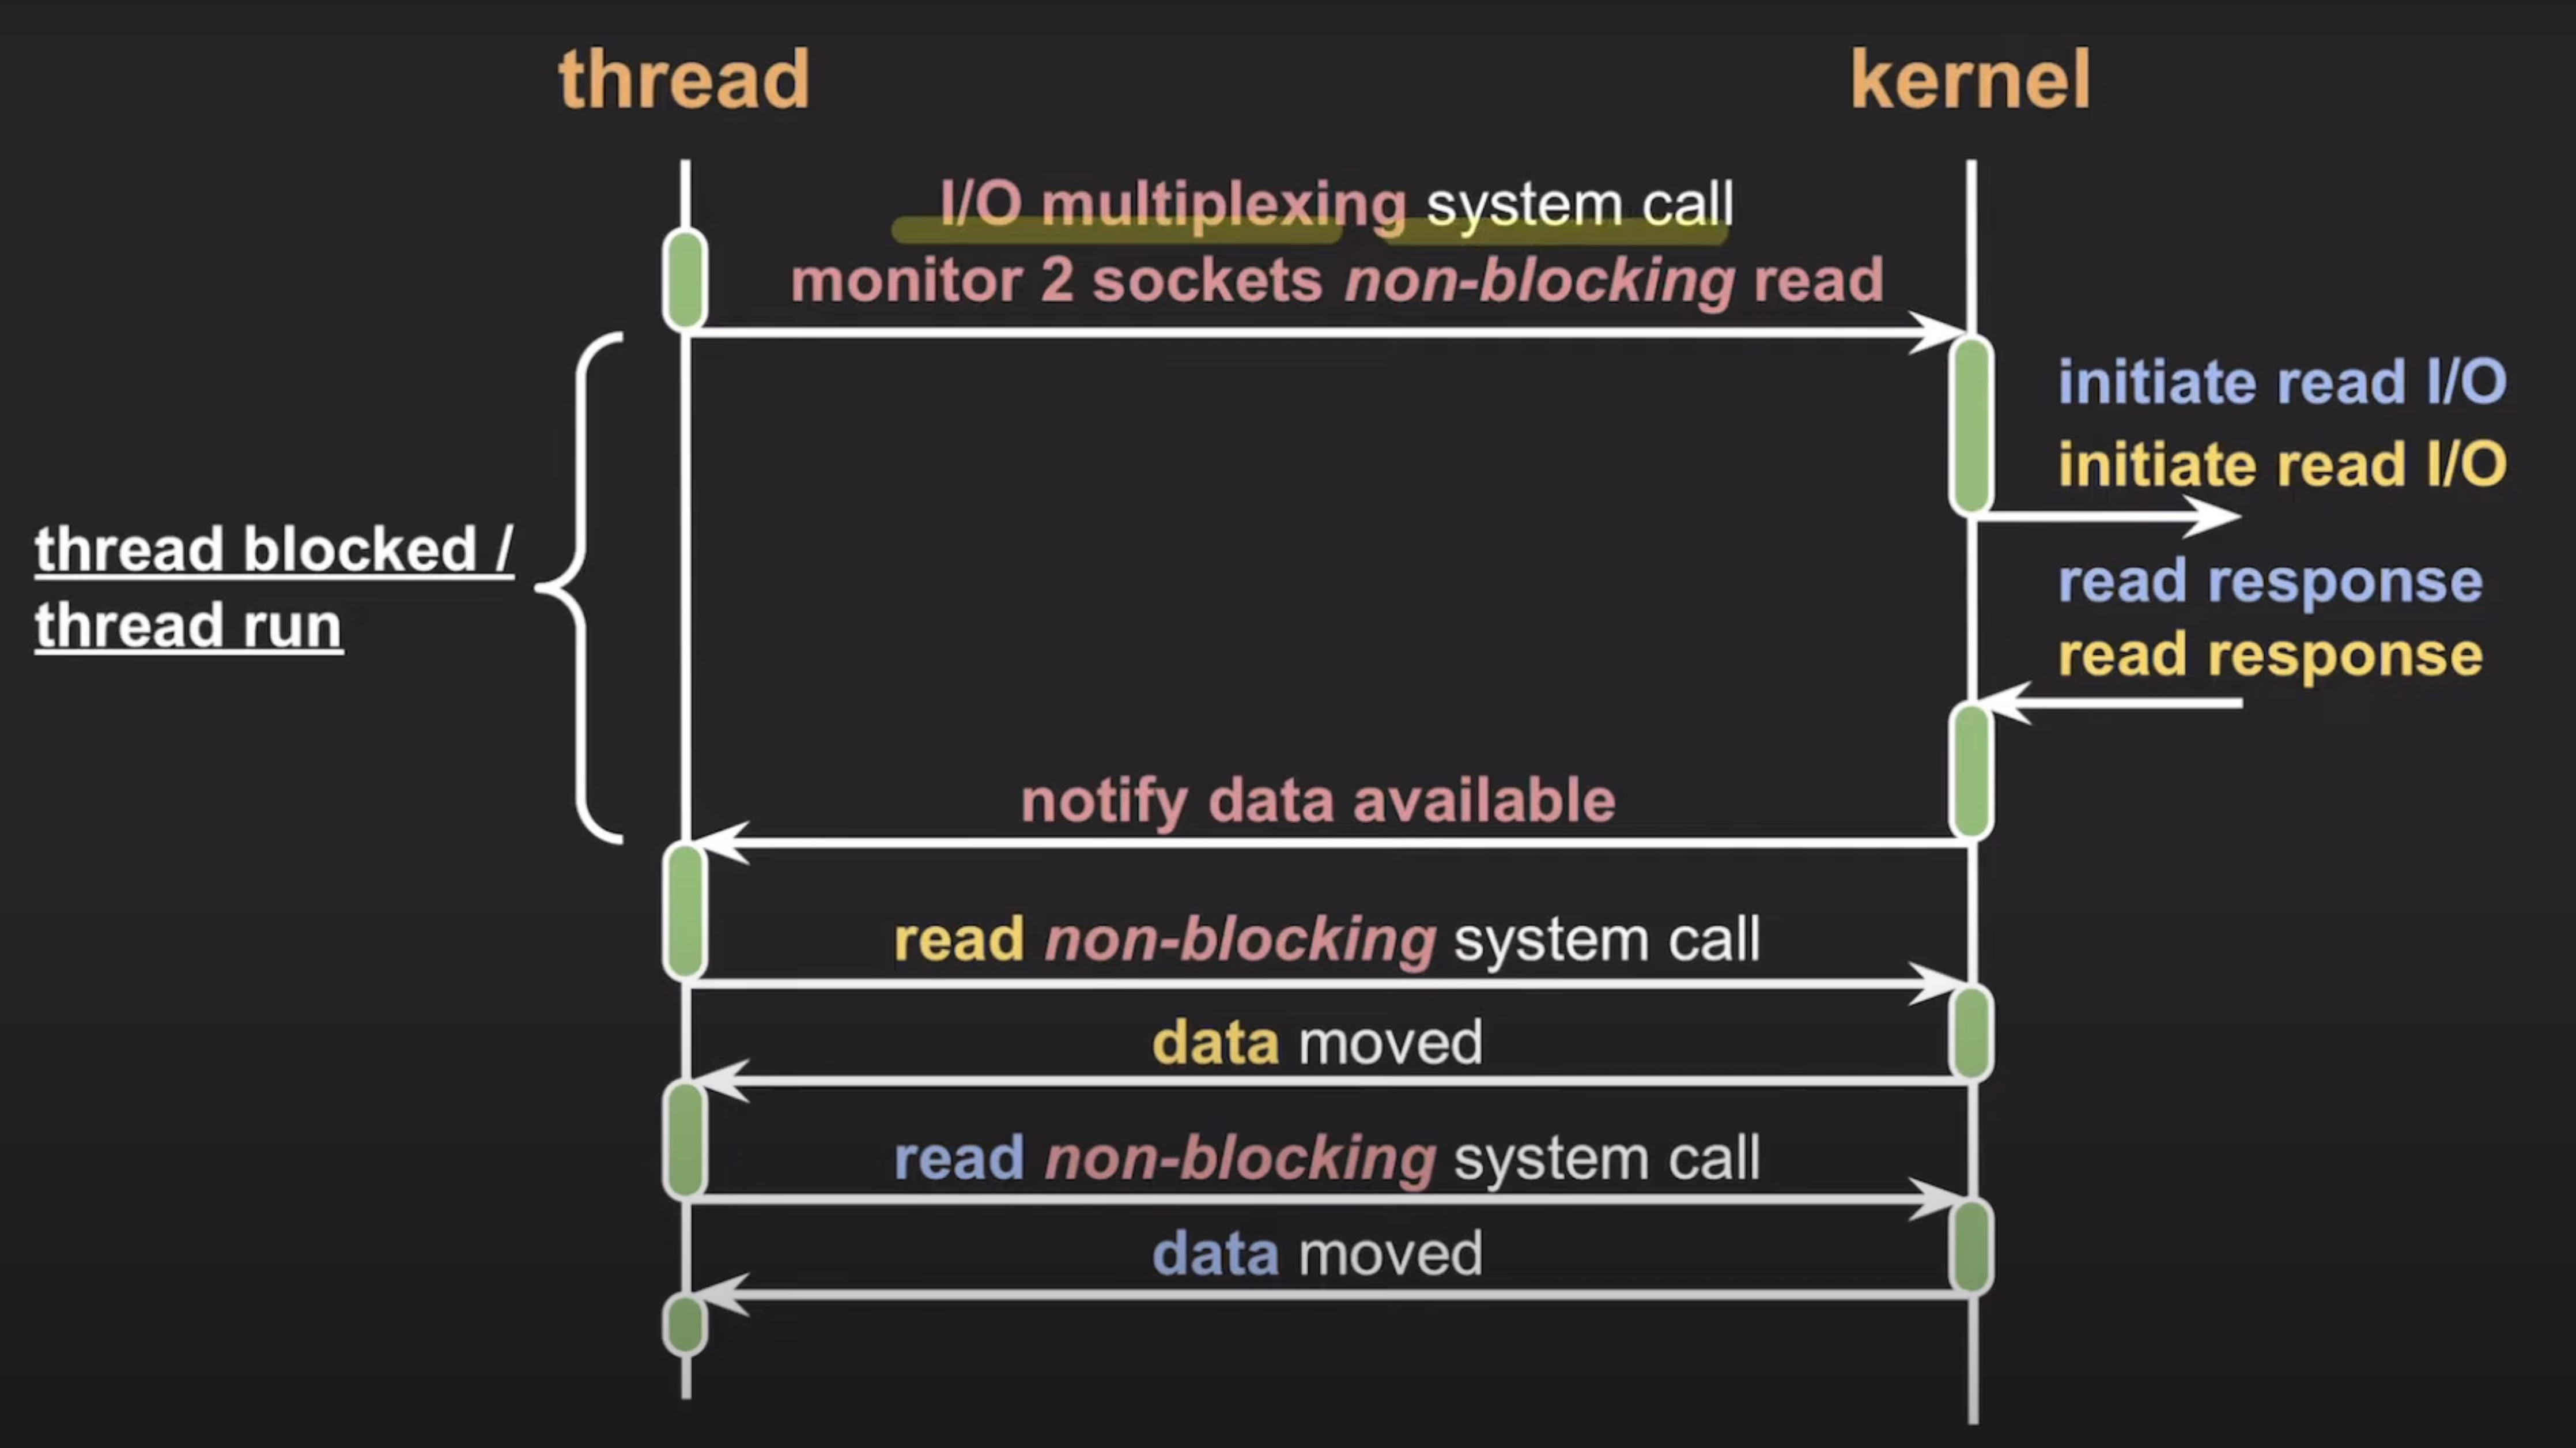 thread
kernel
I/O multiplexing system call
monitor 2 sockets non-blocking read
initiate read I/O
initiate read I/O
thread blocked /
thread run
read response
read response
notify data available
read non-blocking system call
data moved
read non-blocking system call
data moved